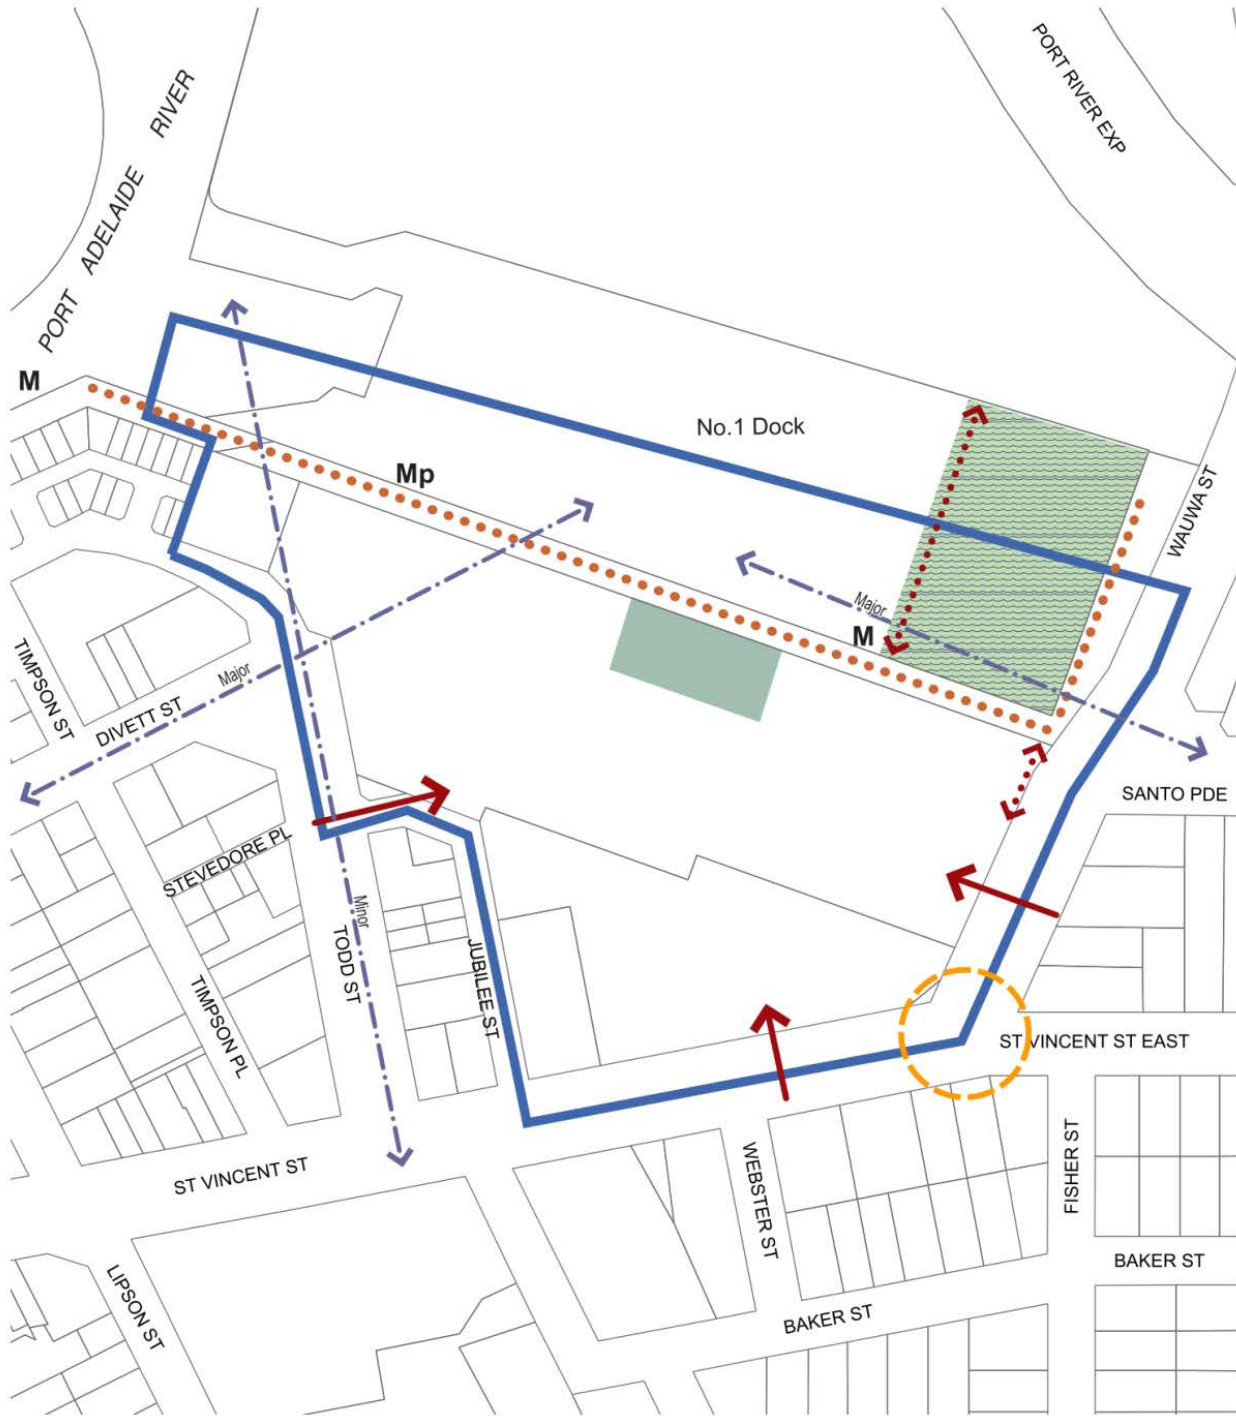 PORT RIVER EXP
PORT ADELAIDE RIVER
M
No.1 Dock
Mp
WAUWA ST
Major
M
TIMPSON ST
Major
DIVETT ST
SANTO PDE
STEVEDORE PL
Minor
TODD ST
JUBILEE ST
TIMPSON PL
ST VINCENT ST EAST
ST VINCENT ST
WEBSTER ST
FISHER ST
BAKER ST
LIPSON ST
BAKER ST